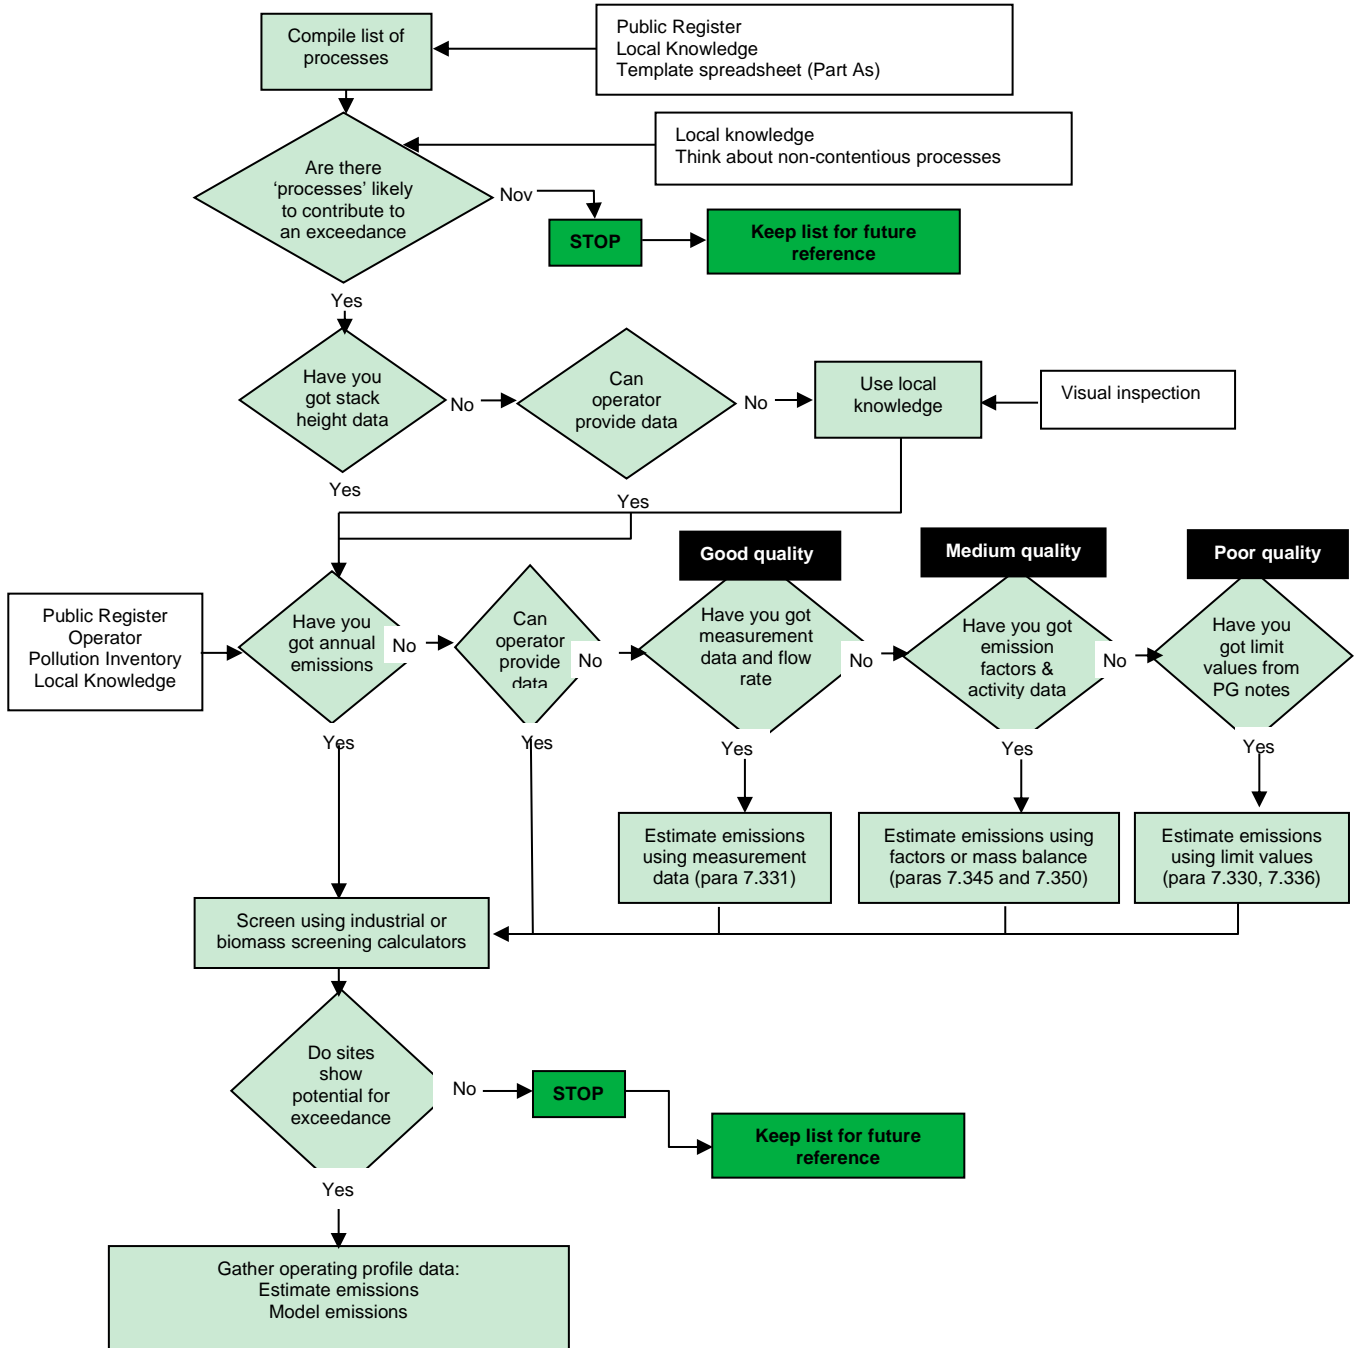 Compile list of
processes
Public Register
Local Knowledge
Template spreadsheet (Part As)
Local knowledge
Think about non-contentious processes
Are there
‘processes’ likely
to contribute to
an exceedance
Nov
STOP
Keep list for future
reference
Yes
Have you
got stack
height data
No
Can
operator
provide data
No
Use local
knowledge
Visual inspection
Yes
Yes
Good quality
Medium quality
Poor quality
Public Register
Operator
Pollution Inventory
Local Knowledge
Have you
got annual
emissions
No
Can
operator
provide
data
No
Have you got
measurement
data and flow
rate
No
Have you got
emission
factors &
activity data
No
Have you
got limit
values from
PG notes
Yes
Yes
Yes
Yes
Yes
Estimate emissions
using measurement
data (para 7.331)
Estimate emissions using
factors or mass balance
(paras 7.345 and 7.350)
Estimate emissions
using limit values
(para 7.330, 7.336)
Screen using industrial or
biomass screening calculators
Do sites
show
potential for
exceedance
No
STOP
Keep list for future
reference
Yes
Gather operating profile data:
Estimate emissions
Model emissions